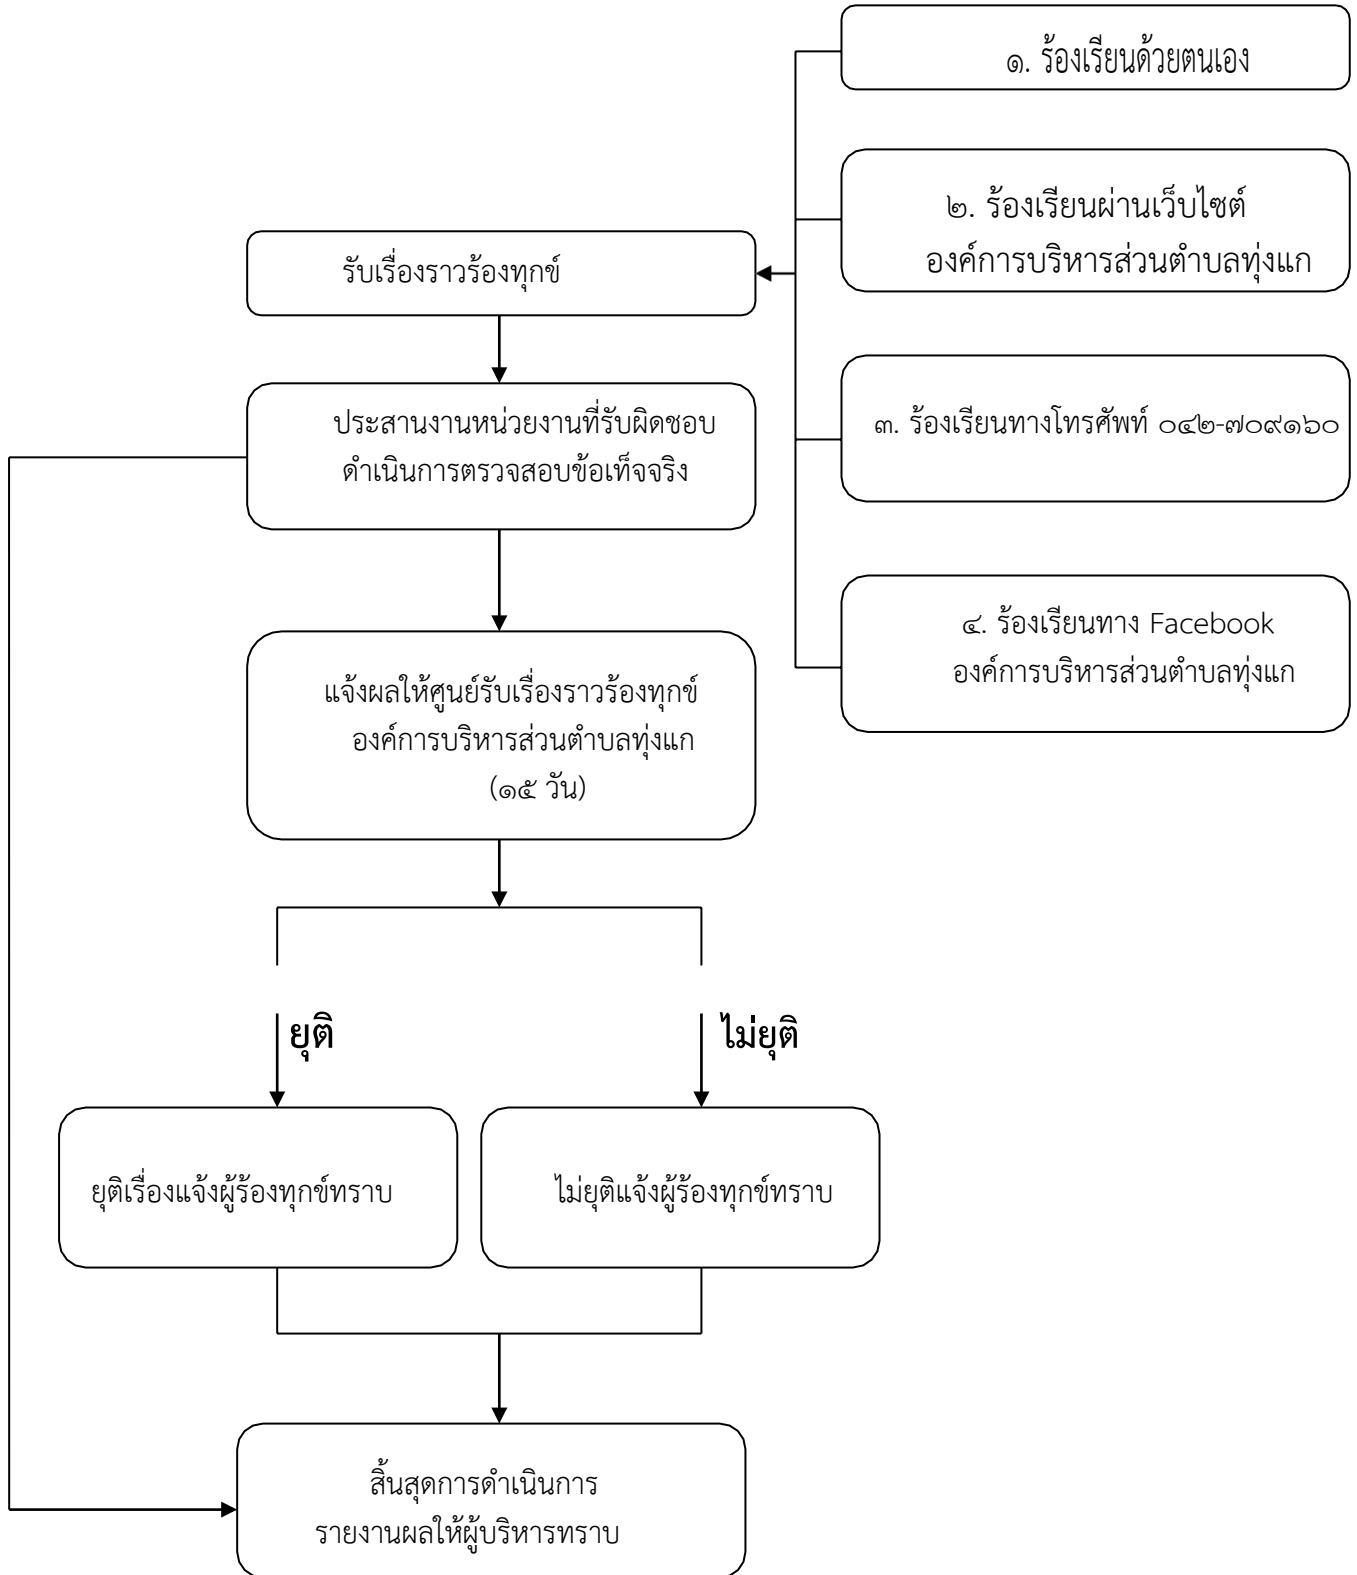 ๑. ร้องเรียนด้วยตนเอง
๒. ร้องเรียนผ่านเว็บไซต์
องค์การบริหารส่วนตำบลทุ่งแก
๓. ร้องเรียนทางโทรศัพท์ ๐๔๒-๗๐๙๑๖๐
๔. ร้องเรียนทาง Facebook
องค์การบริหารส่วนตำบลทุ่งแก
รับเรื่องราวร้องทุกข์
ประสานงานหน่วยงานที่รับผิดชอบ
ดำเนินการตรวจสอบข้อเท็จจริง
แจ้งผลให้ศูนย์รับเรื่องราวร้องทุกข์
องค์การบริหารส่วนตำบลทุ่งแก
(๑๕ วัน)
ยุติ
ไม่ยุติ
ยุติเรื่องแจ้งผู้ร้องทุกข์ทราบ
ไม่ยุติแจ้งผู้ร้องทุกข์ทราบ
สิ้นสุดการดำเนินการ
รายงานผลให้ผู้บริหารทราบ